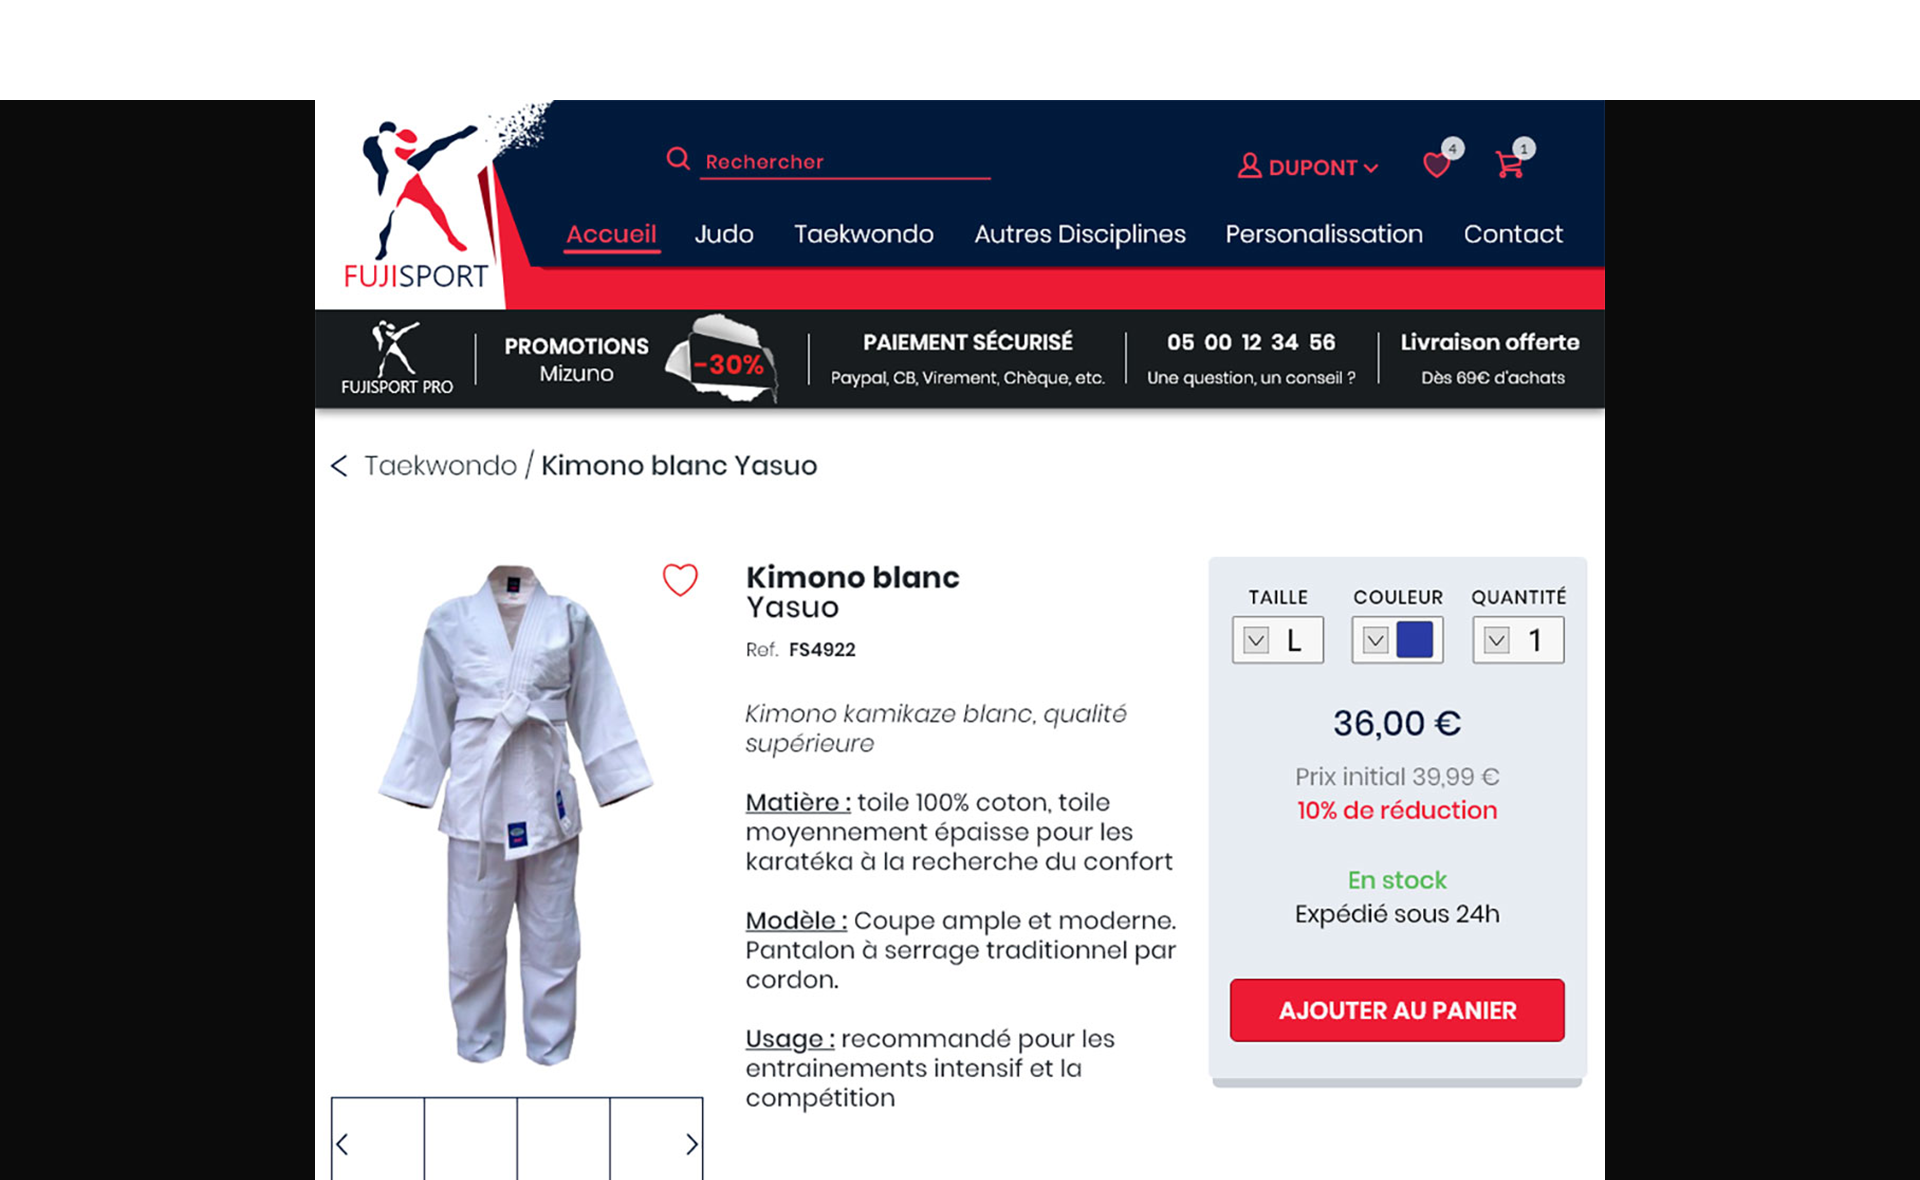 Rechercher
DUPONT
4
1
Accueil
Judo
Taekwondo
Autres Disciplines
Personalissation
Contact
FUJISPORT
FUJISPORT PRO
PROMOTIONS
Mizuno
-30%
PAIEMENT SÉCURISÉ
Paypal, CB, Virement, Chèque, etc.
05 00 12 34 56
Une question, un conseil ?
Livraison offerte
Dès 69€ d'achats
Taekwondo / Kimono blanc Yasuo
Kimono blanc
Yasuo
Ref. FS4922
Kimono kamikaze blanc, qualité
supérieure
Matière : toile 100% coton, toile
moyennement épaisse pour les
karatéka à la recherche du confort
Modèle : Coupe ample et moderne.
Pantalon à serrage traditionnel par
cordon.
Usage : recommandé pour les
entrainements intensif et la
compétition
TAILLE
COULEUR
QUANTITÉ
L
1
36,00 €
Prix initial 39,99 €
10% de réduction
En stock
Expédié sous 24h
AJOUTER AU PANIER